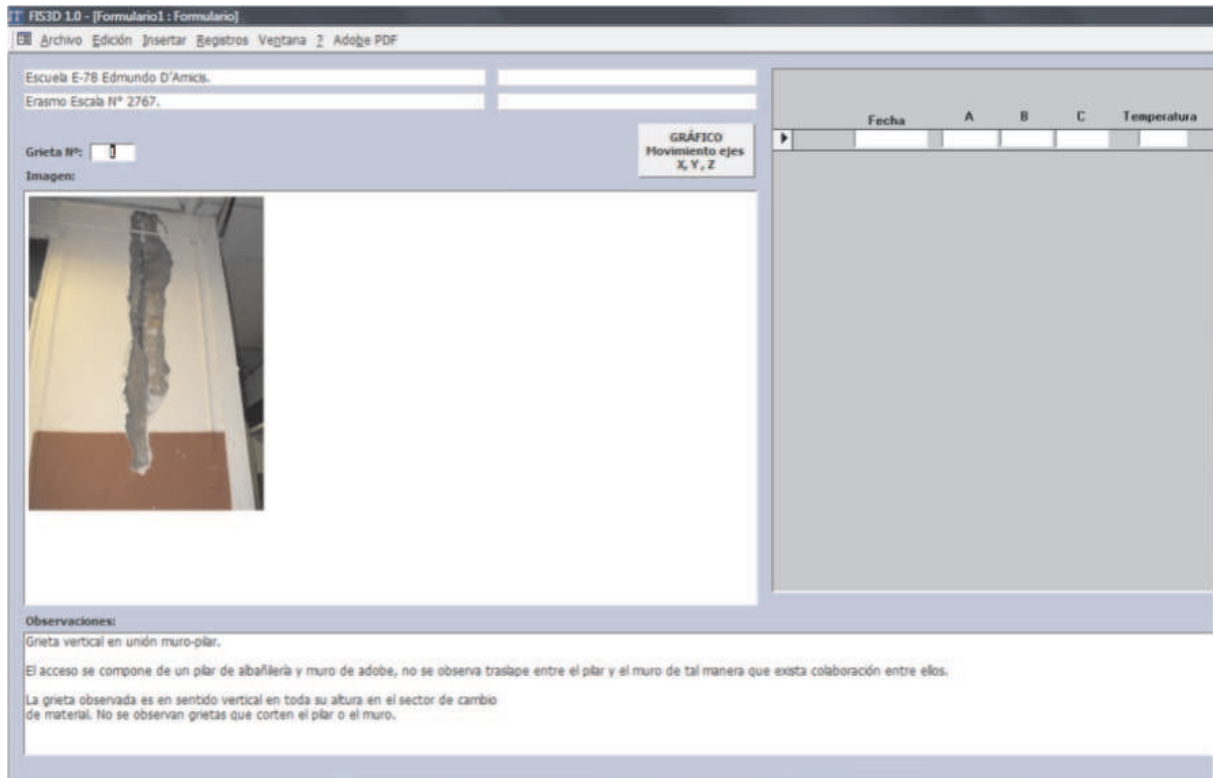 FIS3D 1.0 - [Formulario1 : Formulario]
Archivo Edición Insertar Registros Ventana ? Adobe PDF
Escuela E-78 Edmundo D'Amicis.
Erasmo Escala N° 2767.
Grieta Nº: 1
Imagen:
GRÁFICO
Movimiento ejes
X, Y , Z
Fecha A B C Temperatura
Observaciones:
Grieta vertical en unión muro-pilar.
El acceso se compone de un pilar de albañilería y muro de adobe, no se observa traslape entre el pilar y el muro de tal manera que exista colaboración entre ellos.
La grieta observada es en sentido vertical en toda su altura en el sector de cambio
de material. No se observan grietas que corten el pilar o el muro.